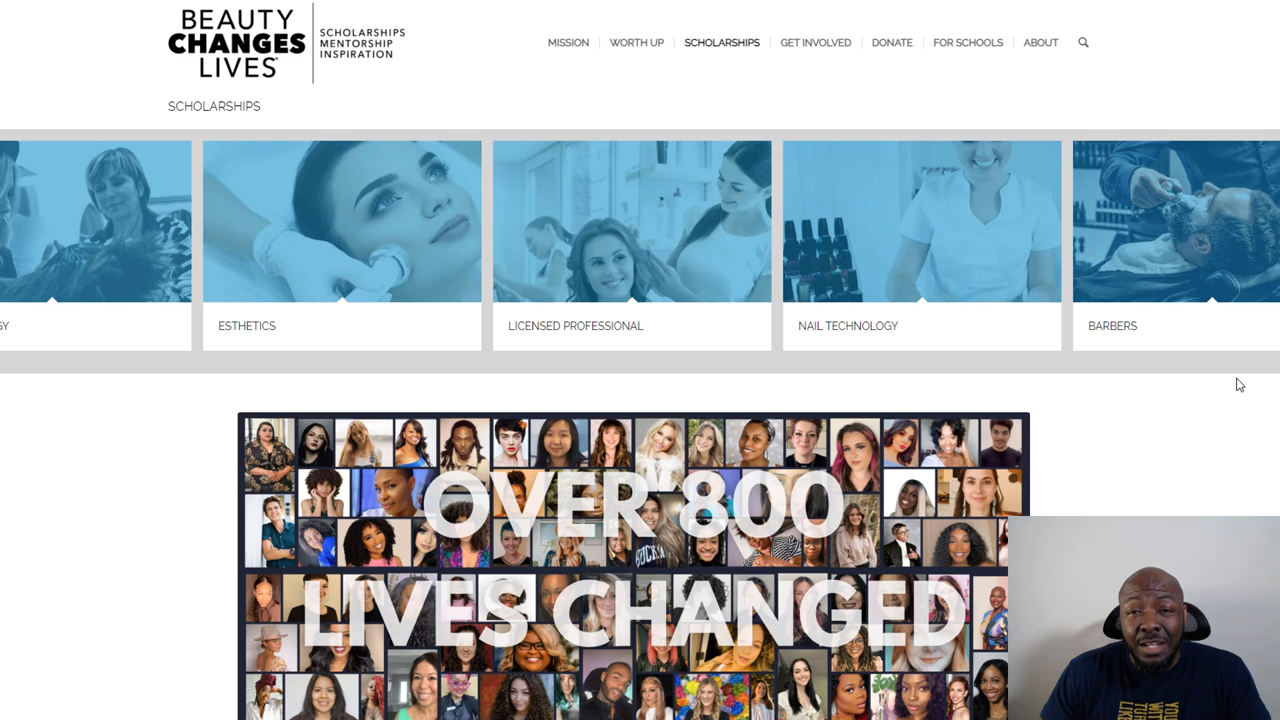 BEAUTY
CHANGES
LIVES
SCHOLARSHIPS
MENTORSHIP
INSPIRATION
MISSION
WORTH UP
SCHOLARSHIPS
GET INVOLVED
DONATE
FOR SCHOOLS
ABOUT
SCHOLARSHIPS
GY
ESTHETICS
LICENSED PROFESSIONAL
NAIL TECHNOLOGY
BARBERS
OVER 800
LIVES CHANGED